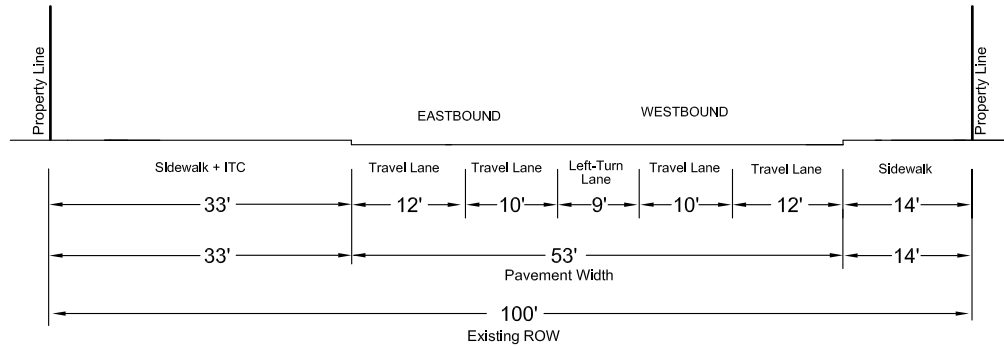 Property Line
Property Line
EASTBOUND
WESTBOUND
Sidewalk + ITC
Travel Lane
Travel Lane
Left-Turn
Lane
Travel Lane
Travel Lane
Sidewalk
33'
12'
10'
9'
10'
12'
14'
33'
53'
14'
Pavement Width
100'
Existing ROW